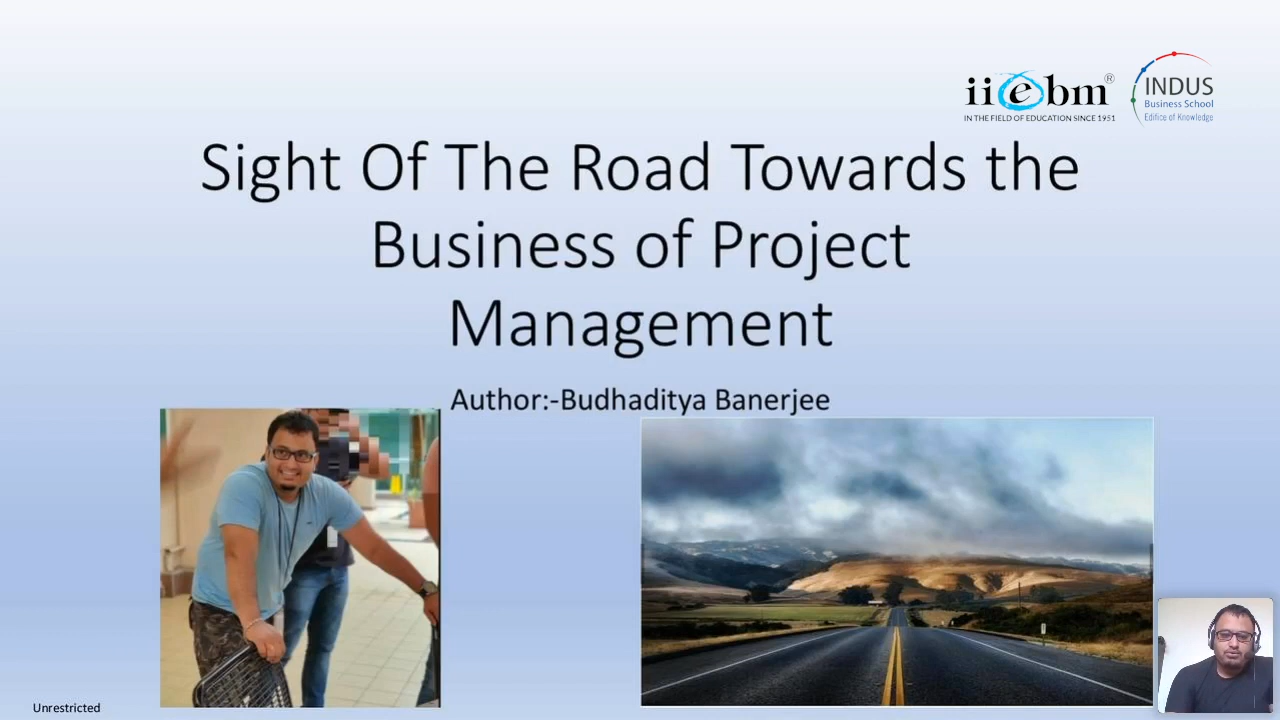 iiebm®
IN THE FIELD OF EDUCATION SINCE 1951
INDUS
Business School
Edifice of Knowledge
Sight Of The Road Towards the
Business of Project
Management
Author:-Budhaditya Banerjee
Unrestricted